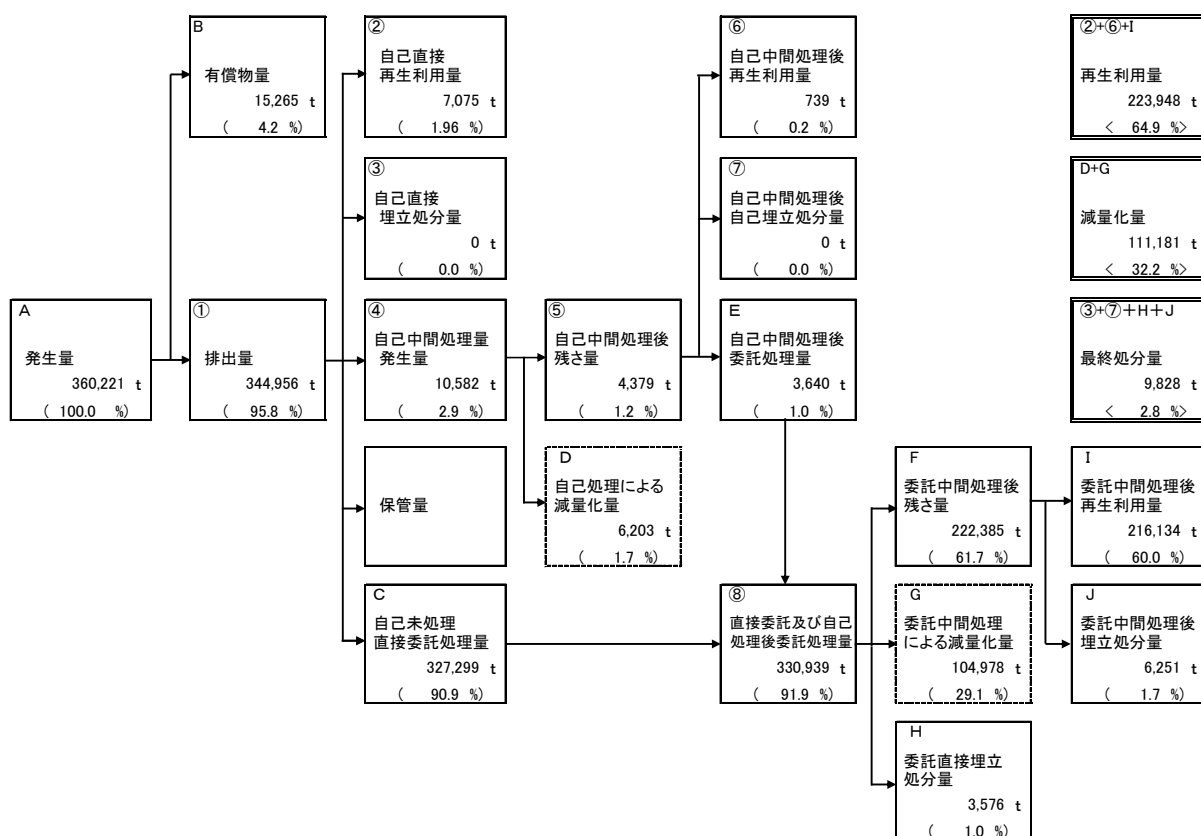 B
有償物量
15,265 t
( 4.2 %)
②
自己直接
再生利用量
7,075 t
( 1.96 %)
⑥
自己中間処理後
再生利用量
739 t
( 0.2 %)
②+⑥+I
再生利用量
223,948 t
< 64.9 %>
③
自己直接
埋立処分量
0 t
( 0.0 %)
⑦
自己中間処理後
自己埋立処分量
0 t
( 0.0 %)
D+G
減量化量
111,181 t
< 32.2 %>
A
発生量
360,221 t
( 100.0 %)
①
排出量
344,956 t
( 95.8 %)
④
自己中間処理量
発生量
10,582 t
( 2.9 %)
⑤
自己中間処理後
残さ量
4,379 t
( 1.2 %)
E
自己中間処理後
委託処理量
3,640 t
( 1.0 %)
③+⑦+H+J
最終処分量
9,828 t
< 2.8 %>
保管量
D
自己処理による
減量化量
6,203 t
( 1.7 %)
F
委託中間処理後
残さ量
222,385 t
( 61.7 %)
I
委託中間処理後
再生利用量
216,134 t
( 60.0 %)
C
自己未処理
直接委託処理量
327,299 t
( 90.9 %)
⑧
直接委託及び自己
処理後委託処理量
330,939 t
( 91.9 %)
G
委託中間処理
による減量化量
104,978 t
( 29.1 %)
J
委託中間処理後
埋立処分量
6,251 t
( 1.7 %)
H
委託直接埋立
処分量
3,576 t
( 1.0 %)